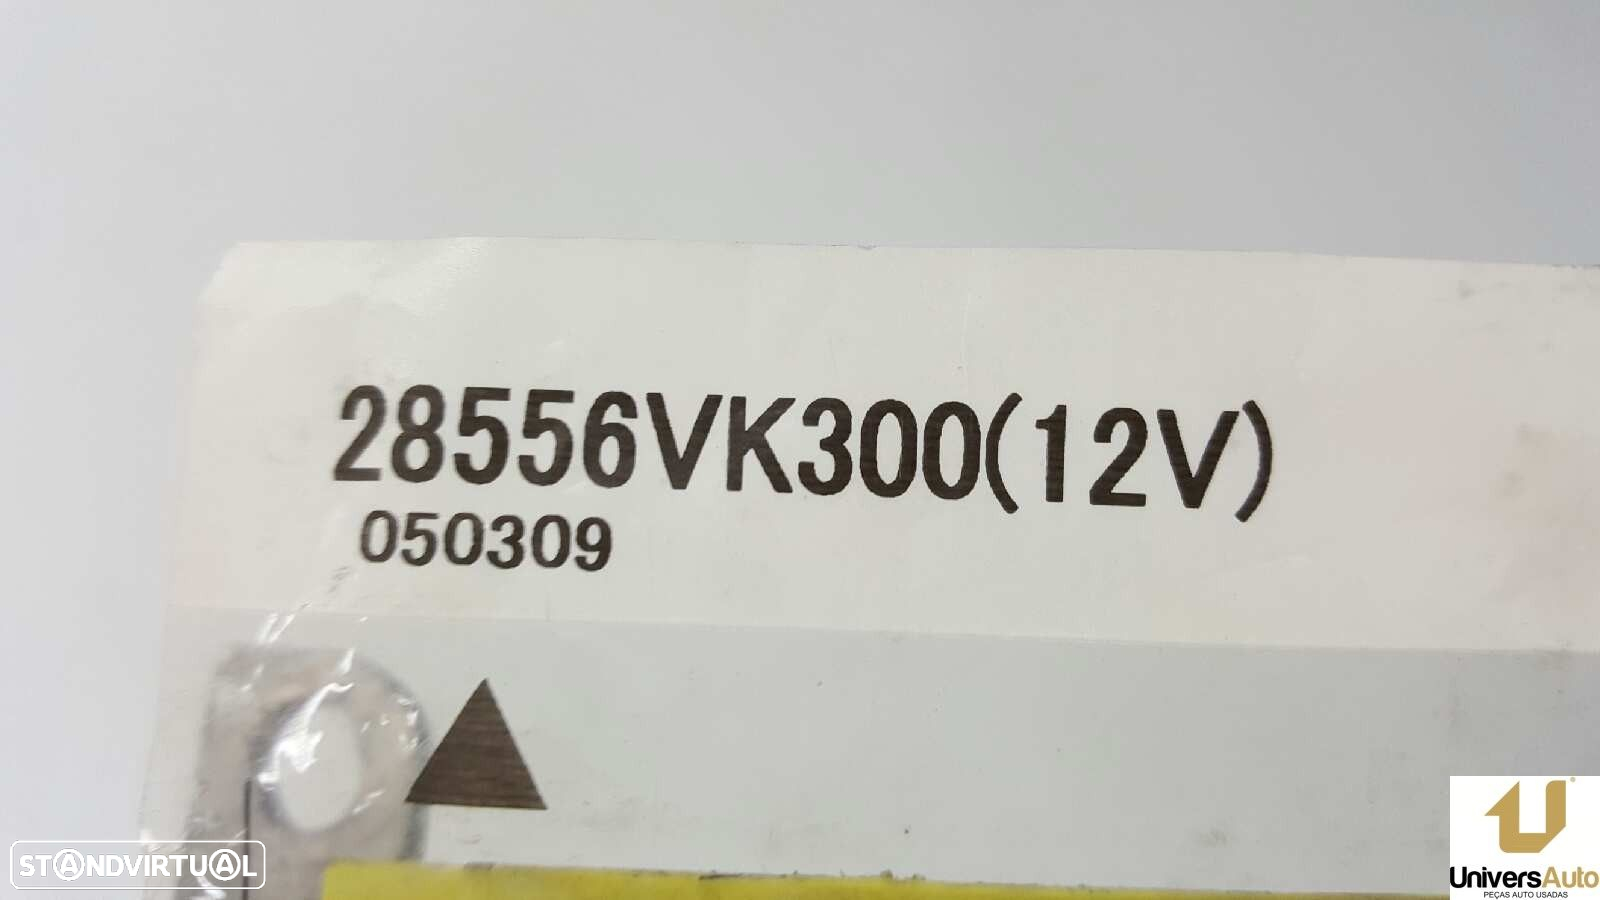 28556VK300(12V)
050309
STANDVIRTUAL
UniversAuto
PEÇAS AUTO USADAS